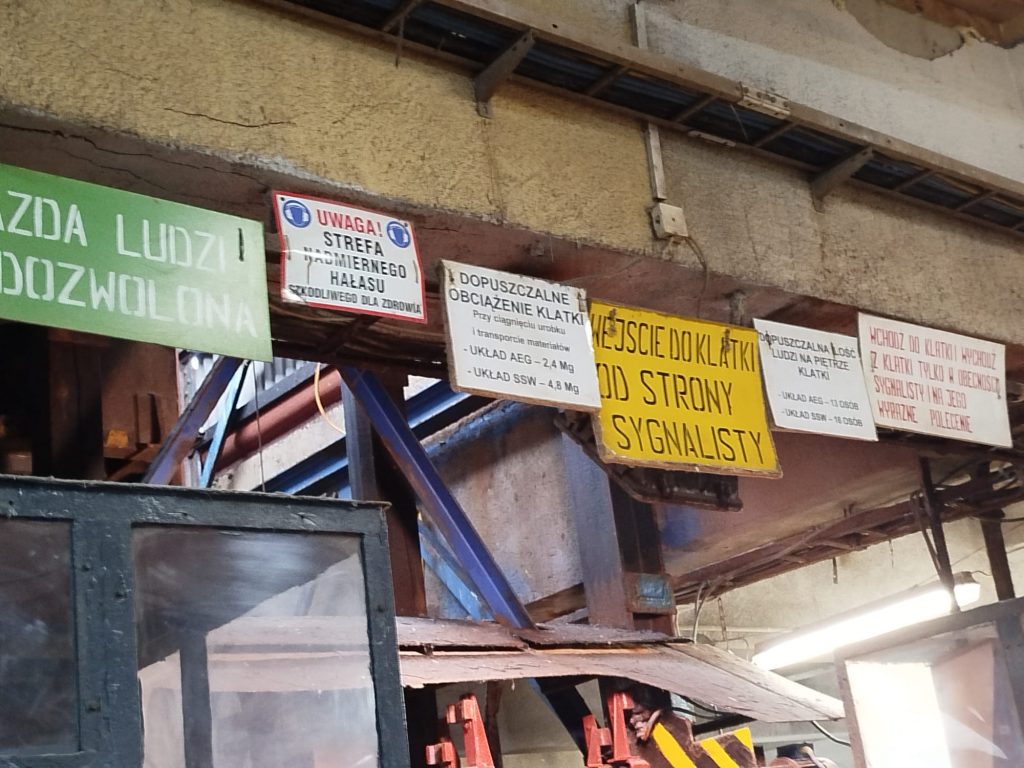 AZDA LUDZI
DOZWOLONA
UWAGA!
STREFA
NADMIERNEGO
HAŁASU
SZKODLIWEGO DLA ZDROWIA
DOPUSZCZALNE
OBCIĄŻENIE KLATKI
Przy ciągnięciu urobku
i transporcie materiałów
- UKŁAD AEG – 2,4 Mg
- UKŁAD SSW – 4,8 Mg
WEJSCIE DO KLATKI
OD STRONY
SYGNALISTY
DOPUSZCZALNA ILOŚC
LUDZI NA PIĘTRZE
KLATKI
- UKŁAD AEG – 13 OSÓB
- UKŁAD SSW – 16 OSÓB
WCHODŹ DO KLATKI I WYCHODŹ
Z KLATKI TYLKO W OBECNOŚCI
SYGNALISTY I NA JEGO
WYRAŹNE POLECENIE